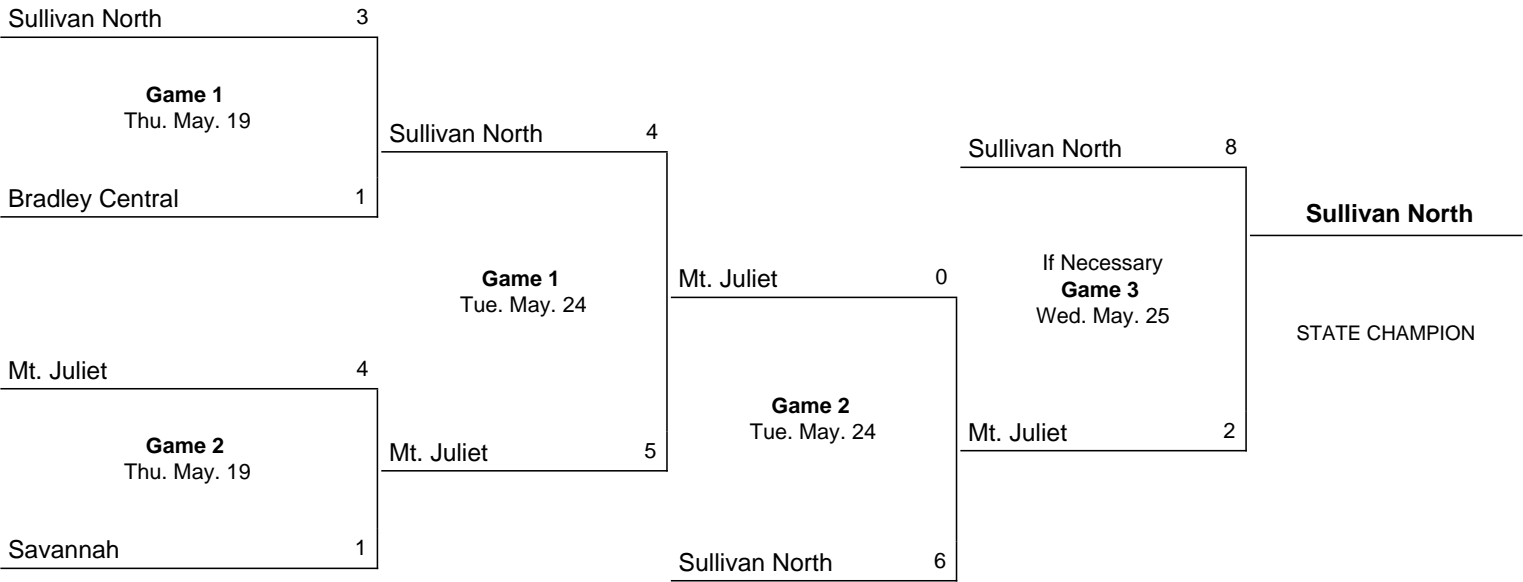 Sullivan North 3
Game 1
Thu. May. 19
Bradley Central 1
Mt. Juliet 4
Game 2
Thu. May. 19
Savannah 1
Sullivan North 4
Game 1
Tue. May. 24
Mt. Juliet 5
Mt. Juliet 0
Game 2
Tue. May. 24
Sullivan North 6
Sullivan North 8
If Necessary
Game 3
Wed. May. 25
Mt. Juliet 2
Sullivan North
STATE CHAMPION